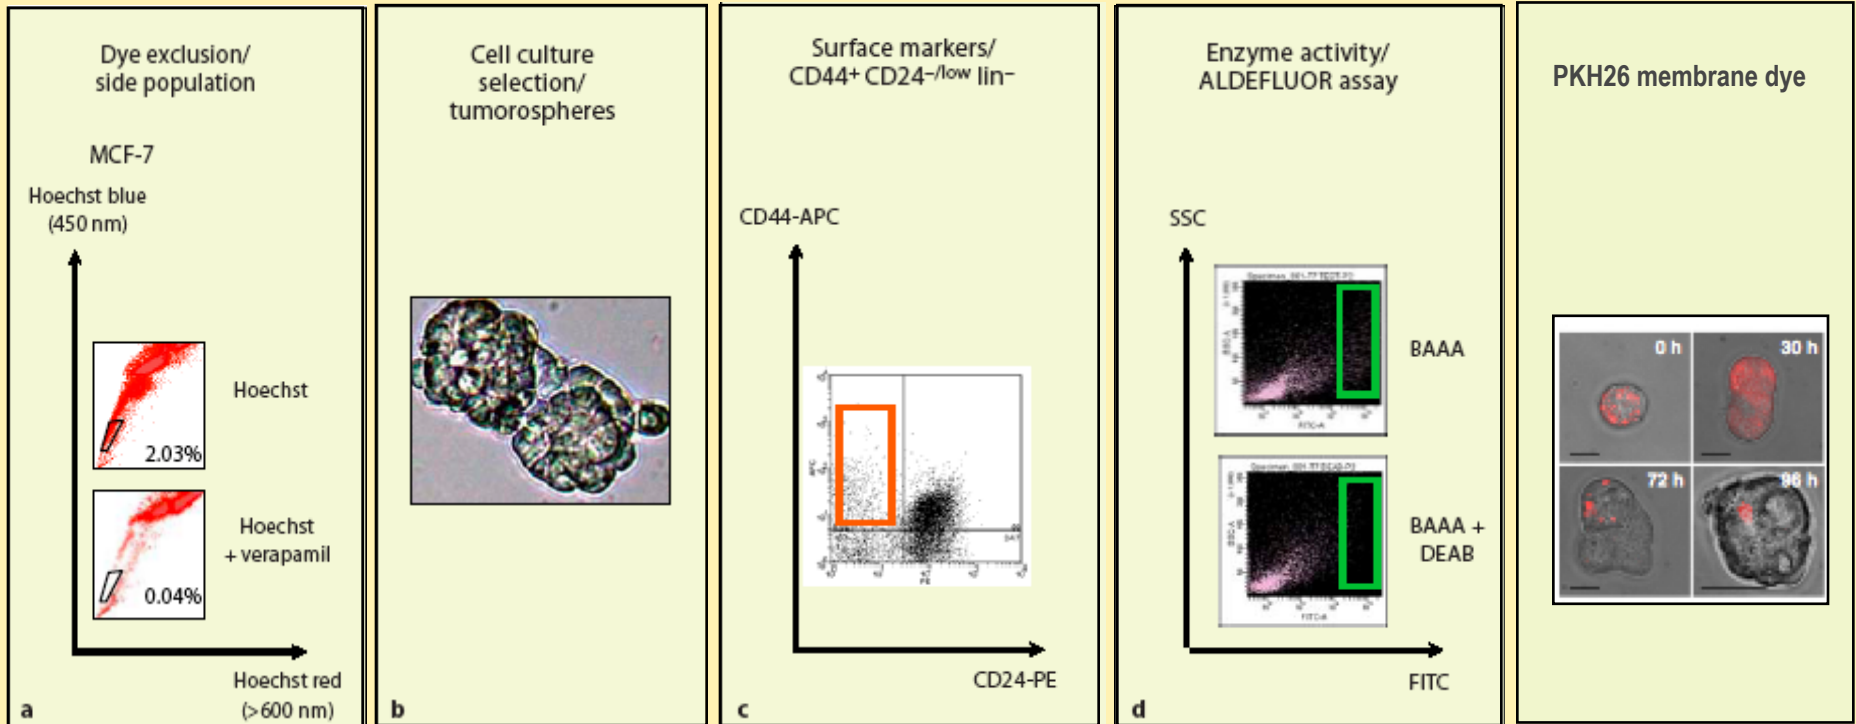 Dye exclusion/
side population
MCF-7
Hoechst blue
(450 nm)
Hoechst
2.03%
Hoechst
+ verapamil
0.04%
Hoechst red
(>600 nm)
a
Cell culture
selection/
tumorospheres
b
Surface markers/
CD44⁺ CD24⁻/ˡᵒʷ lin⁻
CD44-APC
CD24-PE
c
Enzyme activity/
ALDEFLUOR assay
SSC
BAAA
FITC-A
BAAA +
DEAB
FITC-A
FITC
d
PKH26 membrane dye
0 h
30 h
72 h
96 h